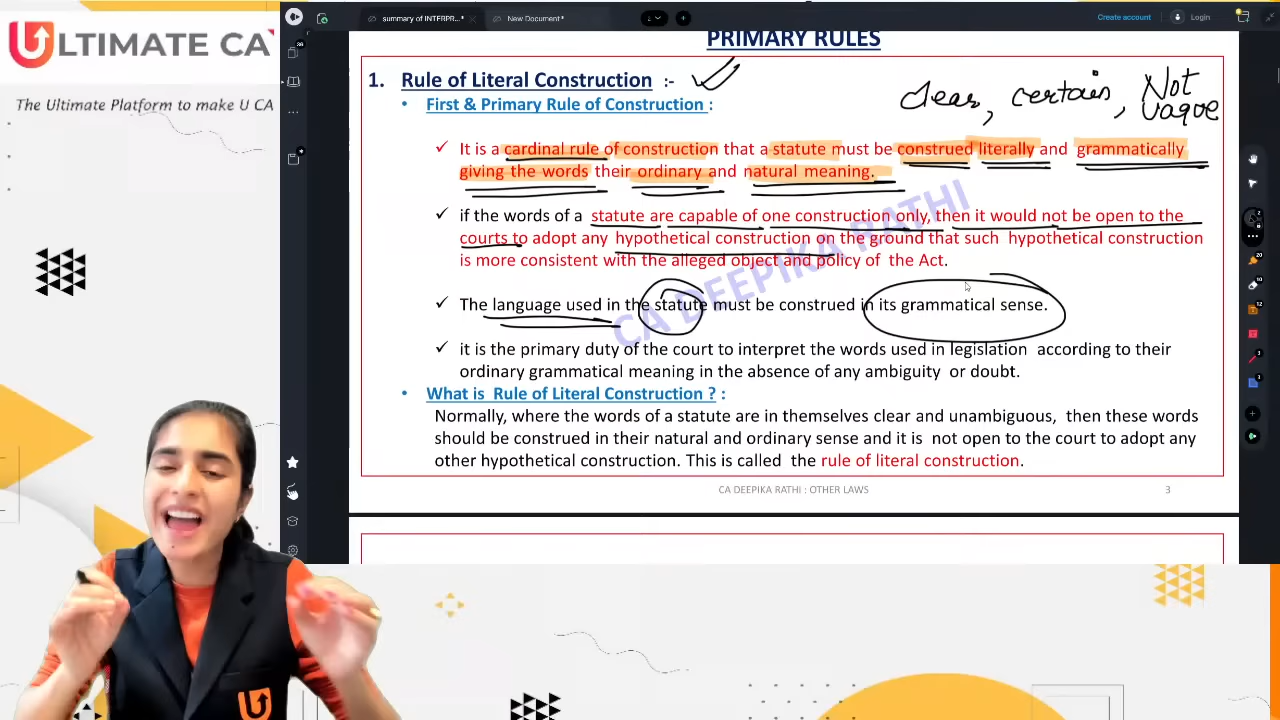 ULTIMATE CA
The Ultimate Platform to make U CA
summary of INTERPR...*
New Document*
2
Create account
Login
PRIMARY RULES
1. Rule of Literal Construction :-
clear, certain, Not vague
• First & Primary Rule of Construction :
✓ It is a cardinal rule of construction that a statute must be construed literally and grammatically
giving the words their ordinary and natural meaning.
✓ if the words of a statute are capable of one construction only, then it would not be open to the
courts to adopt any hypothetical construction on the ground that such hypothetical construction
is more consistent with the alleged object and policy of the Act.
✓ The language used in the statute must be construed in its grammatical sense.
✓ it is the primary duty of the court to interpret the words used in legislation according to their
ordinary grammatical meaning in the absence of any ambiguity or doubt.
• What is Rule of Literal Construction ? :
Normally, where the words of a statute are in themselves clear and unambiguous, then these words
should be construed in their natural and ordinary sense and it is not open to the court to adopt any
other hypothetical construction. This is called the rule of literal construction.
CA DEEPIKA RATHI
CA DEEPIKA RATHI : OTHER LAWS
3